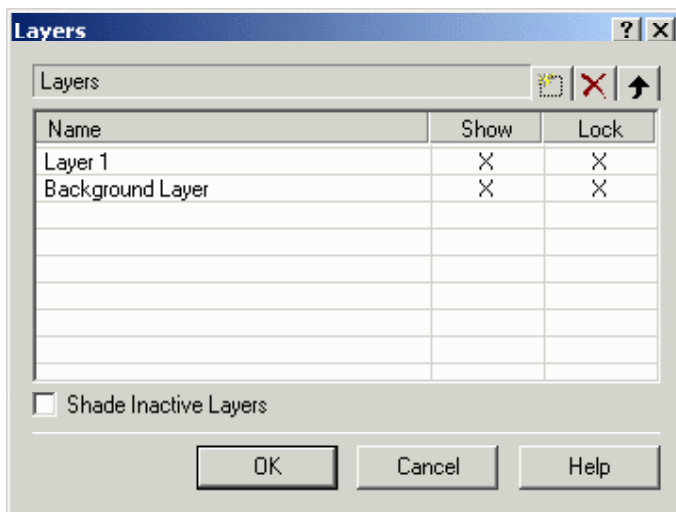 Layers
Layers
Name Show Lock
Layer 1 X X
Background Layer X X
Shade Inactive Layers
OK Cancel Help